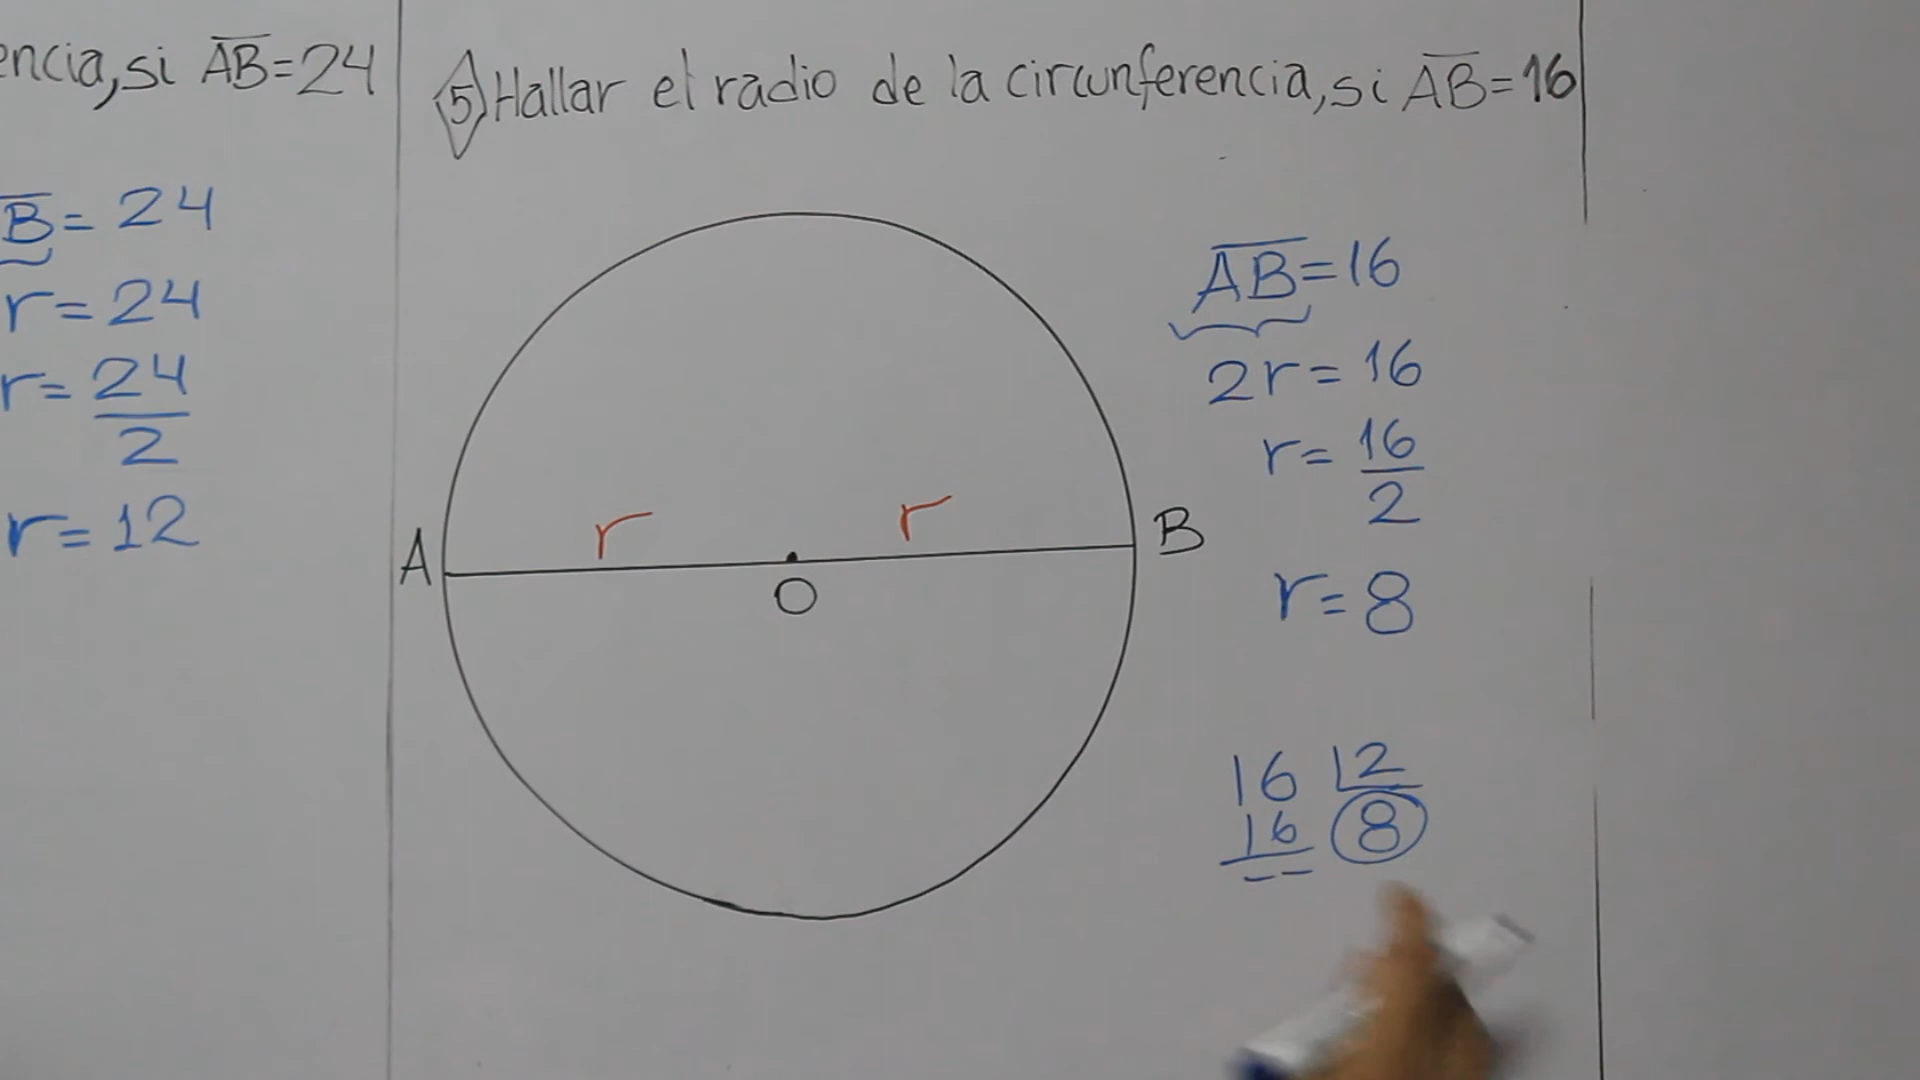 encia, si AB=24
B=24
r=24
r=24/2
r=12
5 Hallar el radio de la circunferencia, si AB=16
A
r
r
B
O
AB=16
2r=16
r=16/2
r=8
16 2
16 8
--